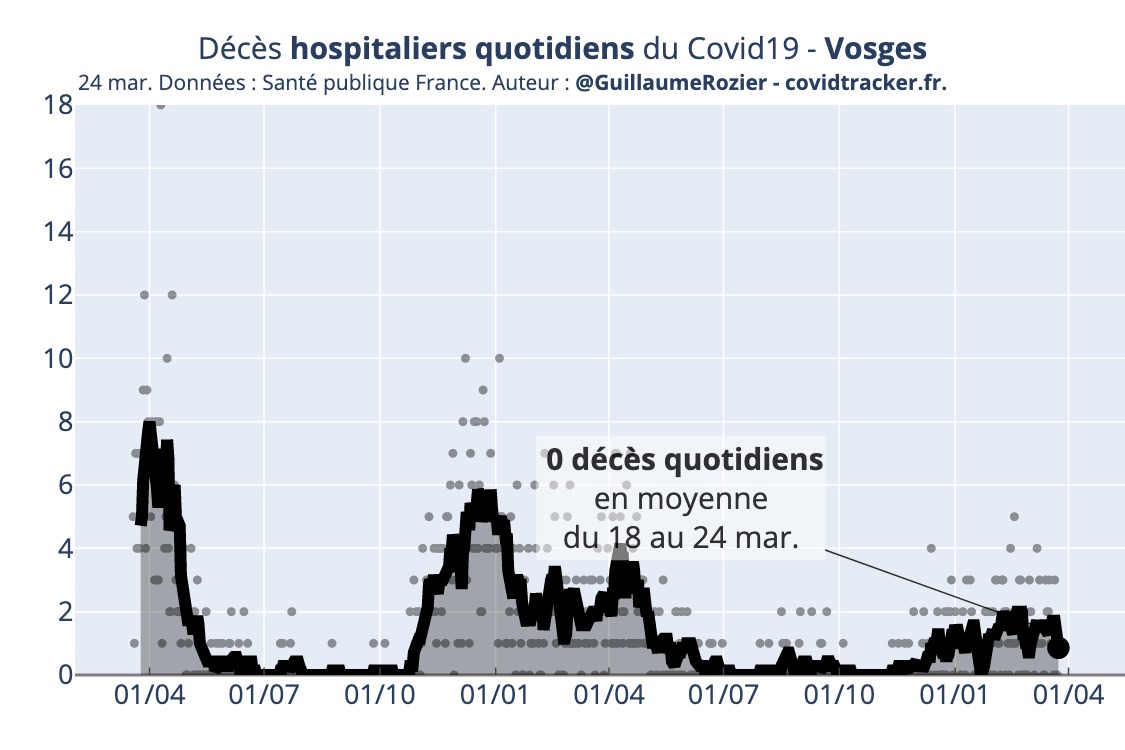 Décès hospitaliers quotidiens du Covid19 - Vosges
24 mar. Données : Santé publique France. Auteur : @GuillaumeRozier - covidtracker.fr.
18
16
14
12
10
8
6
4
2
0
0 décès quotidiens
en moyenne
du 18 au 24 mar.
01/04 01/07 01/10 01/01 01/04 01/07 01/10 01/01 01/04